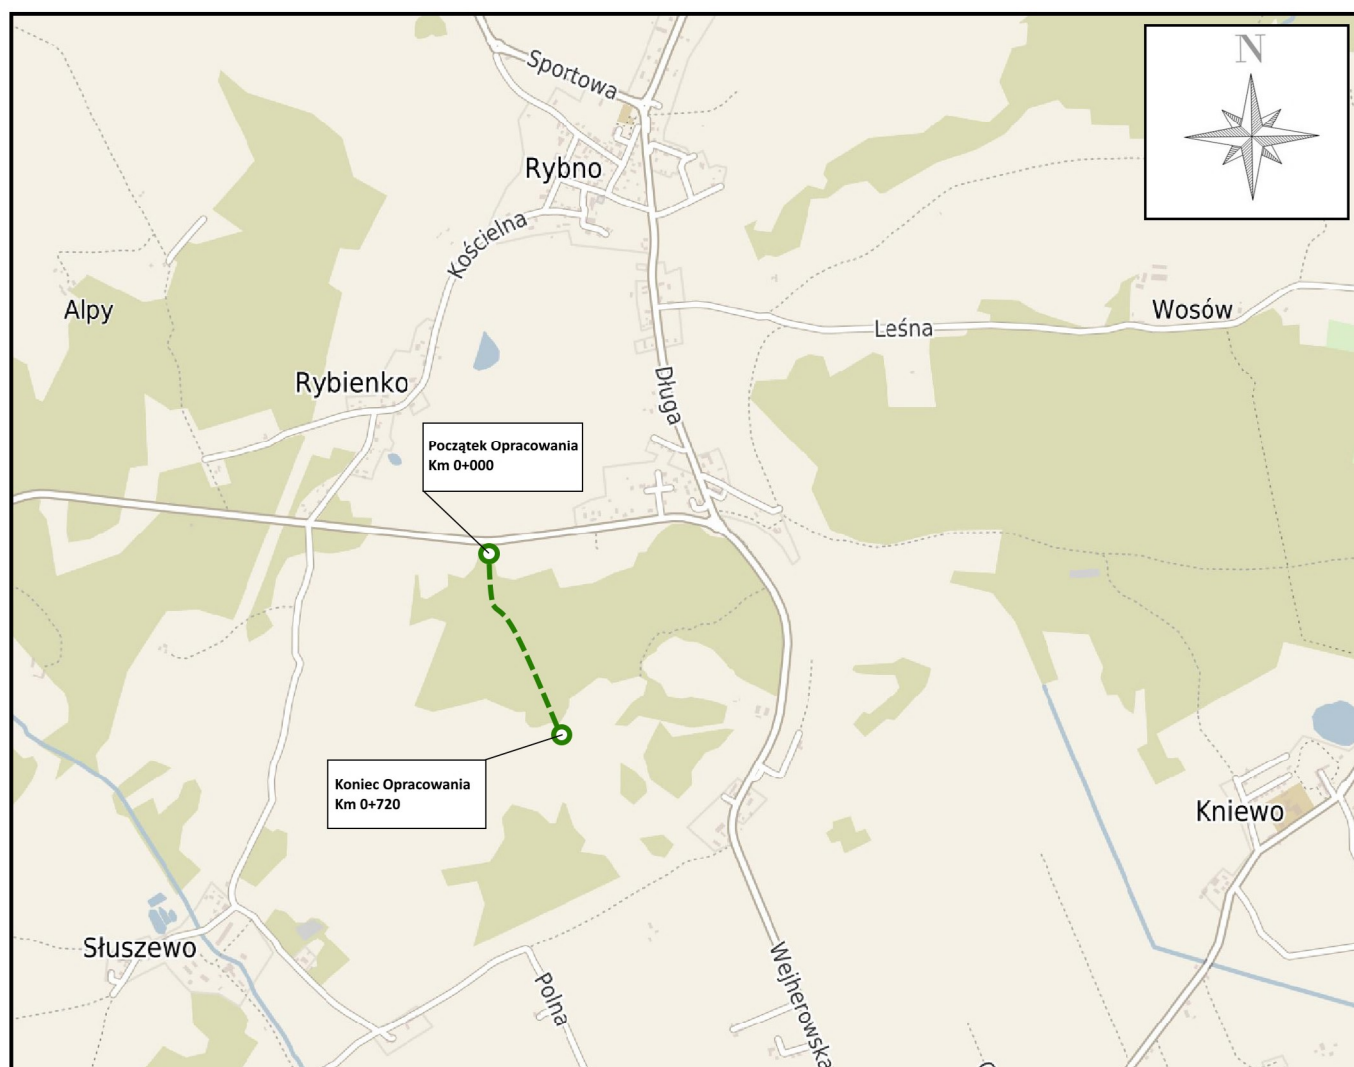 N
Sportowa
Rybno
Kościelna
Alpy
Wosów
Leśna
Rybienko
Długa
Początek Opracowania
Km 0+000
Koniec Opracowania
Km 0+720
Kniewo
Słuszewo
Polna
Wejherowska